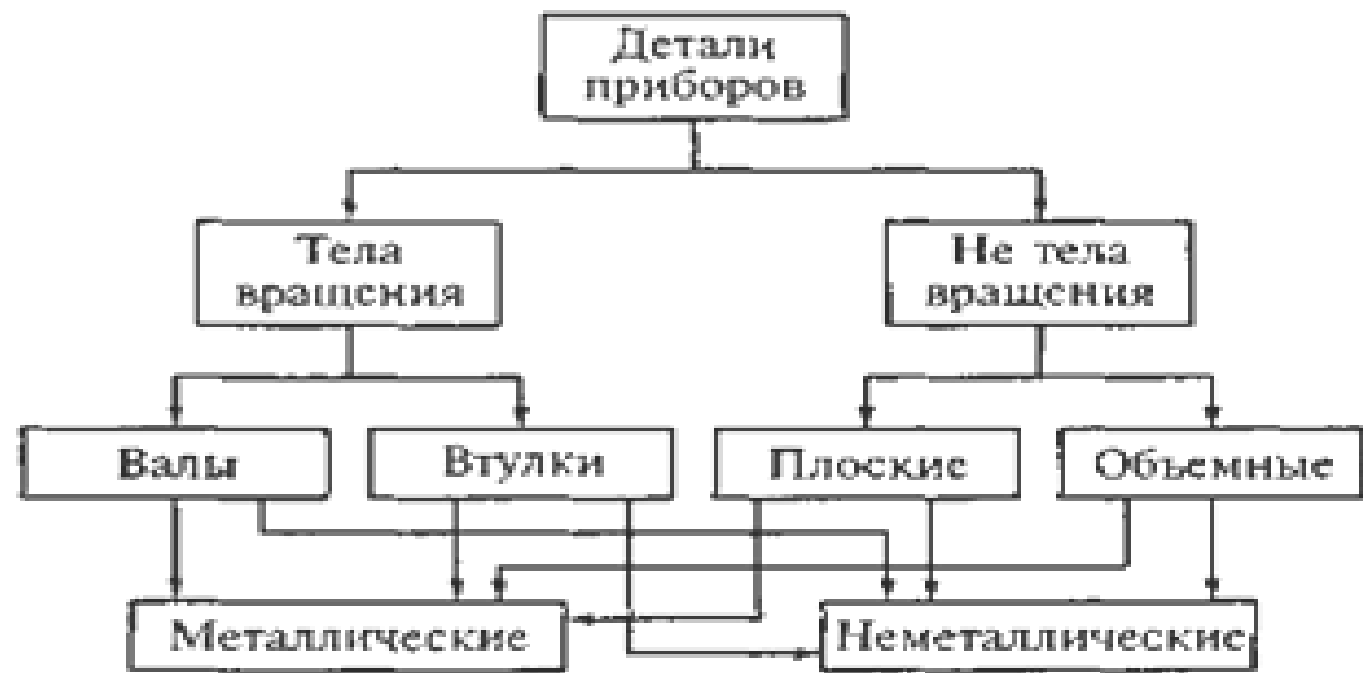 Детали
приборов
Тела
вращения
Не тела
вращения
Валы
Втулки
Плоские
Объемные
Металлические
Неметаллические